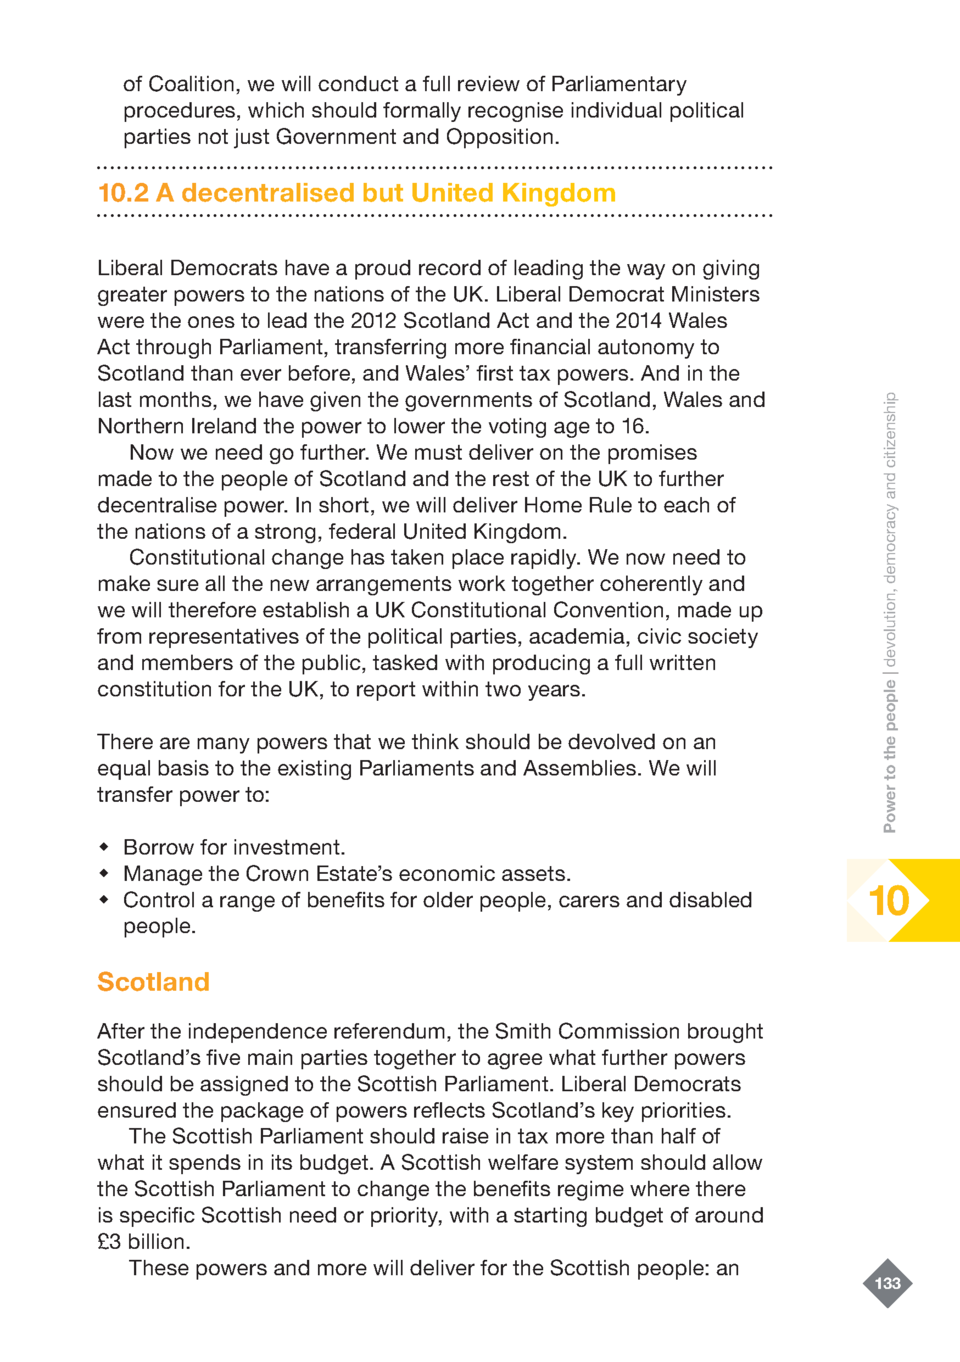 of Coalition, we will conduct a full review of Parliamentary
procedures, which should formally recognise individual political
parties not just Government and Opposition.
10.2 A decentralised but United Kingdom
Liberal Democrats have a proud record of leading the way on giving
greater powers to the nations of the UK. Liberal Democrat Ministers
were the ones to lead the 2012 Scotland Act and the 2014 Wales
Act through Parliament, transferring more financial autonomy to
Scotland than ever before, and Wales’ first tax powers. And in the
last months, we have given the governments of Scotland, Wales and
Northern Ireland the power to lower the voting age to 16.
Now we need go further. We must deliver on the promises
made to the people of Scotland and the rest of the UK to further
decentralise power. In short, we will deliver Home Rule to each of
the nations of a strong, federal United Kingdom.
Constitutional change has taken place rapidly. We now need to
make sure all the new arrangements work together coherently and
we will therefore establish a UK Constitutional Convention, made up
from representatives of the political parties, academia, civic society
and members of the public, tasked with producing a full written
constitution for the UK, to report within two years.
There are many powers that we think should be devolved on an
equal basis to the existing Parliaments and Assemblies. We will
transfer power to:
◆ Borrow for investment.
◆ Manage the Crown Estate’s economic assets.
◆ Control a range of benefits for older people, carers and disabled
people.
Scotland
After the independence referendum, the Smith Commission brought
Scotland’s five main parties together to agree what further powers
should be assigned to the Scottish Parliament. Liberal Democrats
ensured the package of powers reflects Scotland’s key priorities.
The Scottish Parliament should raise in tax more than half of
what it spends in its budget. A Scottish welfare system should allow
the Scottish Parliament to change the benefits regime where there
is specific Scottish need or priority, with a starting budget of around
£3 billion.
These powers and more will deliver for the Scottish people: an
Power to the people | devolution, democracy and citizenship
10
133